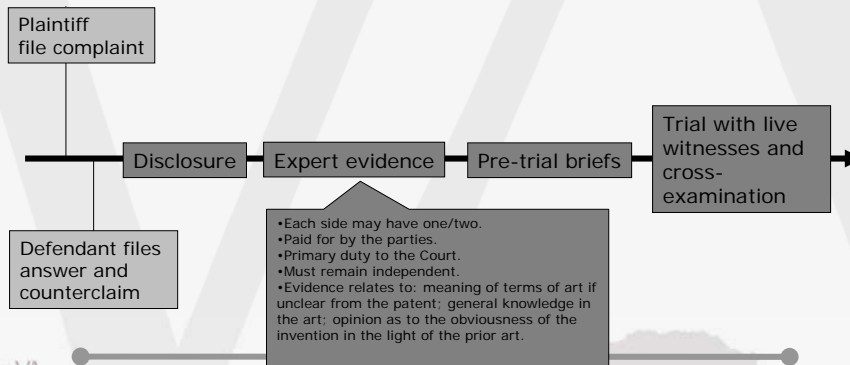 Plaintiff
file complaint
Disclosure
Expert evidence
Pre-trial briefs
Trial with live
witnesses and
cross-
examination
Defendant files
answer and
counterclaim
•Each side may have one/two.
•Paid for by the parties.
•Primary duty to the Court.
•Must remain independent.
•Evidence relates to: meaning of terms of art if
unclear from the patent; general knowledge in
the art; opinion as to the obviousness of the
invention in the light of the prior art.